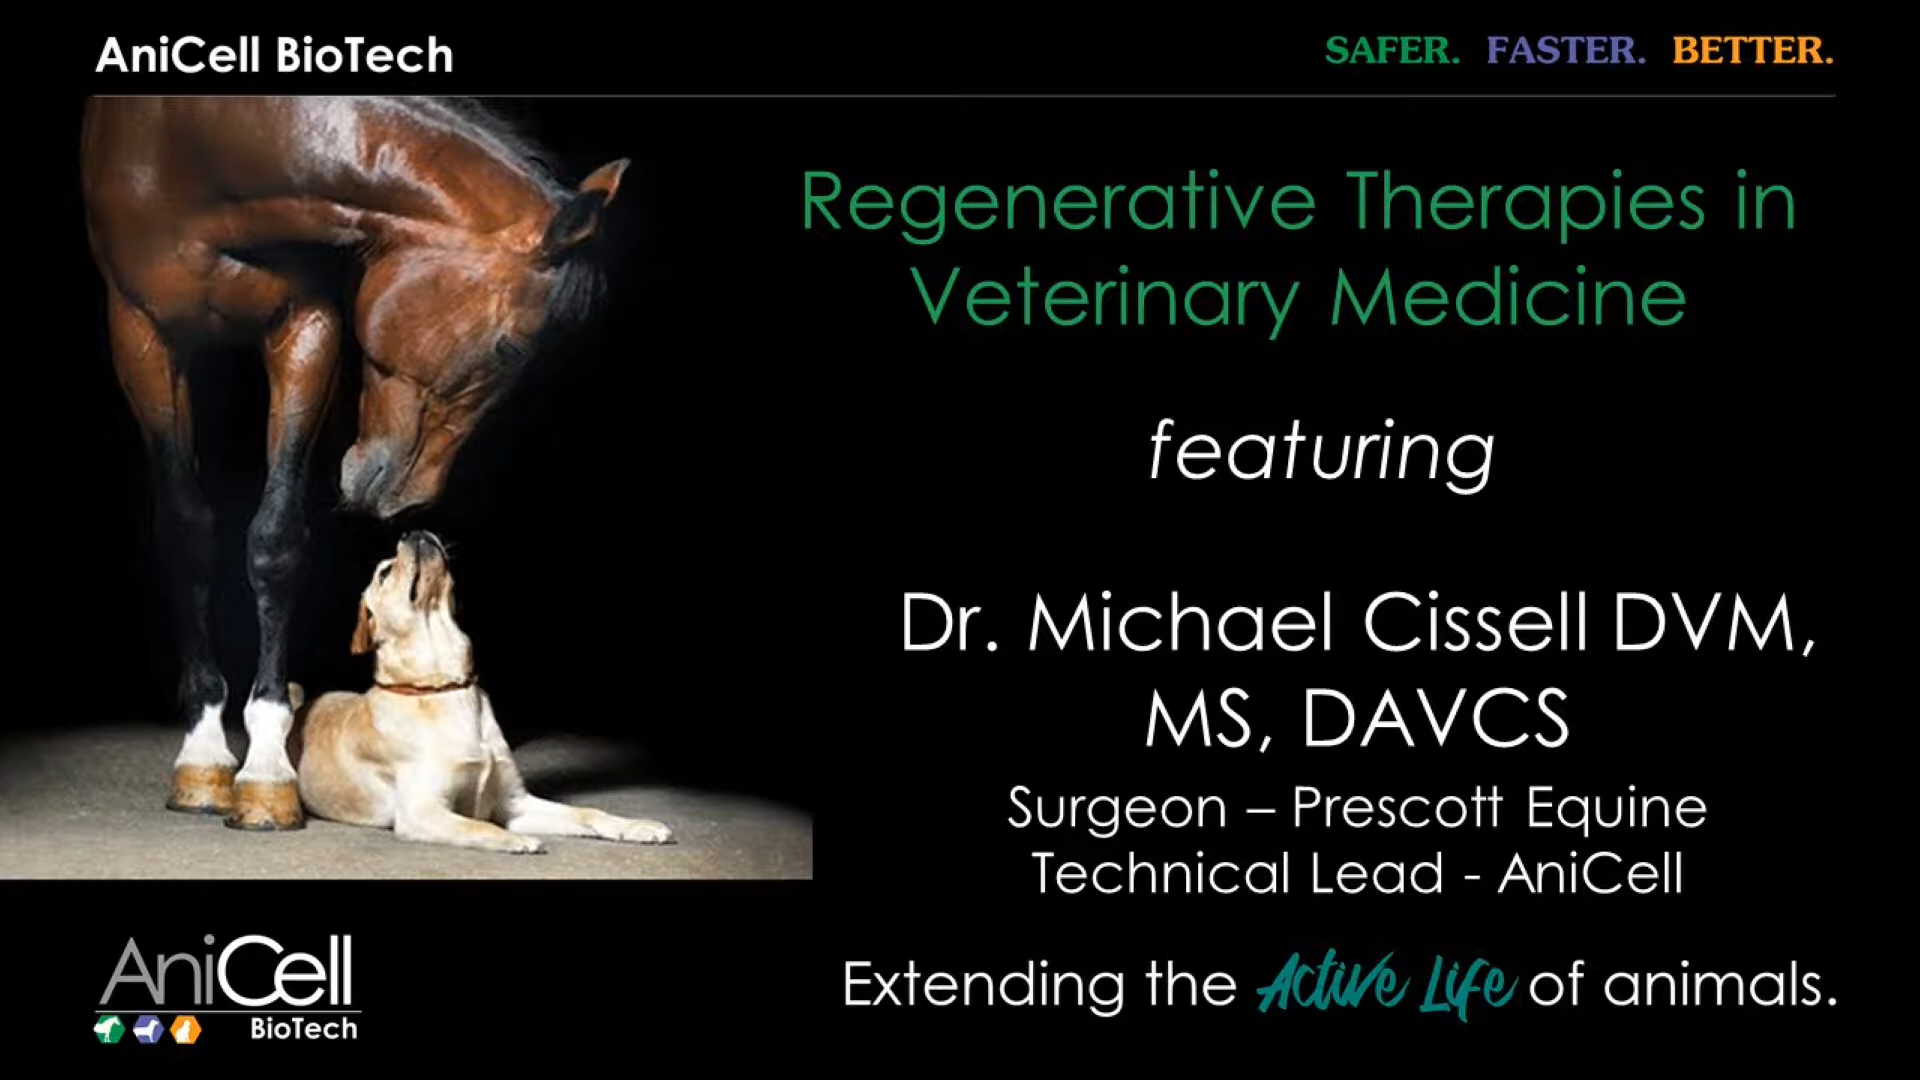 AniCell BioTech
SAFER. FASTER. BETTER.
Regenerative Therapies in
Veterinary Medicine
featuring
Dr. Michael Cissell DVM,
MS, DAVCS
Surgeon – Prescott Equine
Technical Lead - AniCell
Extending the Active Life of animals.
AniCell
BioTech